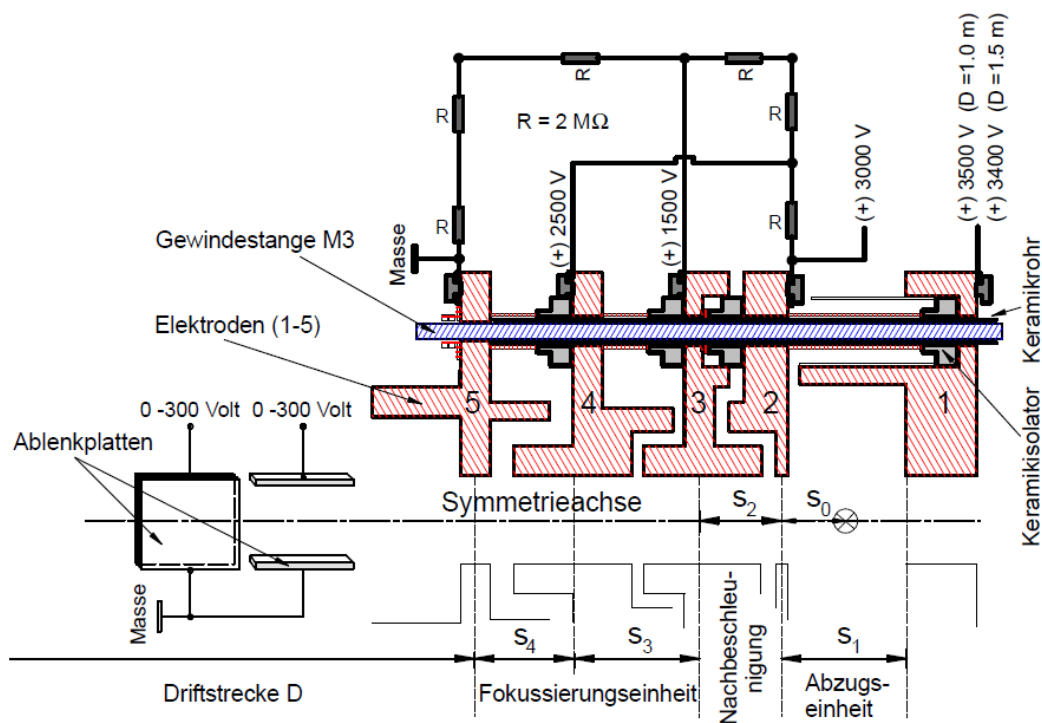 R
R
R
R = 2 MΩ
R
R
R
(+) 3500 V (D =1.0 m)
(+) 3400 V (D =1.5 m)
(+) 3000 V
(+) 2500 V
(+) 1500 V
Gewindestange M3
Masse
Elektroden (1-5)
Keramikrohr
Keramikisolator
5
4
3
2
1
0 -300 Volt
0 -300 Volt
Ablenkplatten
Symmetrieachse
S2
S0
Masse
S4
S3
Nachbeschleu-
nigung
S1
Driftstrecke D
Fokussierungseinheit
Abzugs-
einheit